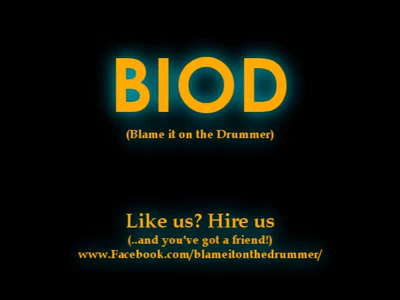 BIOD
(Blame it on the Drummer)
Like us? Hire us
(..and you've got a friend!)
www.Facebook.com/blameitonthedrummer/